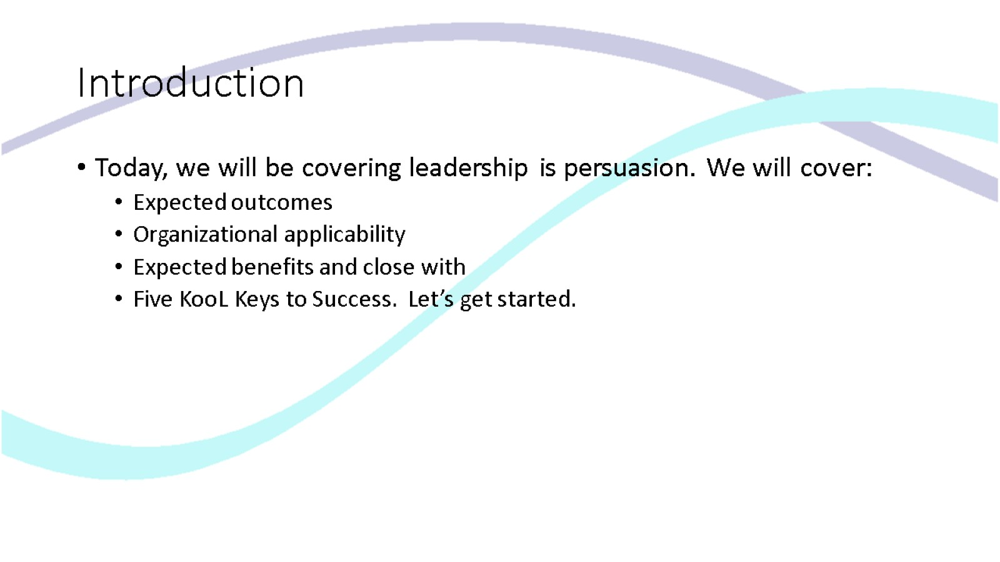 Introduction
• Today, we will be covering leadership is persuasion. We will cover:
• Expected outcomes
• Organizational applicability
• Expected benefits and close with
• Five KooL Keys to Success. Let’s get started.